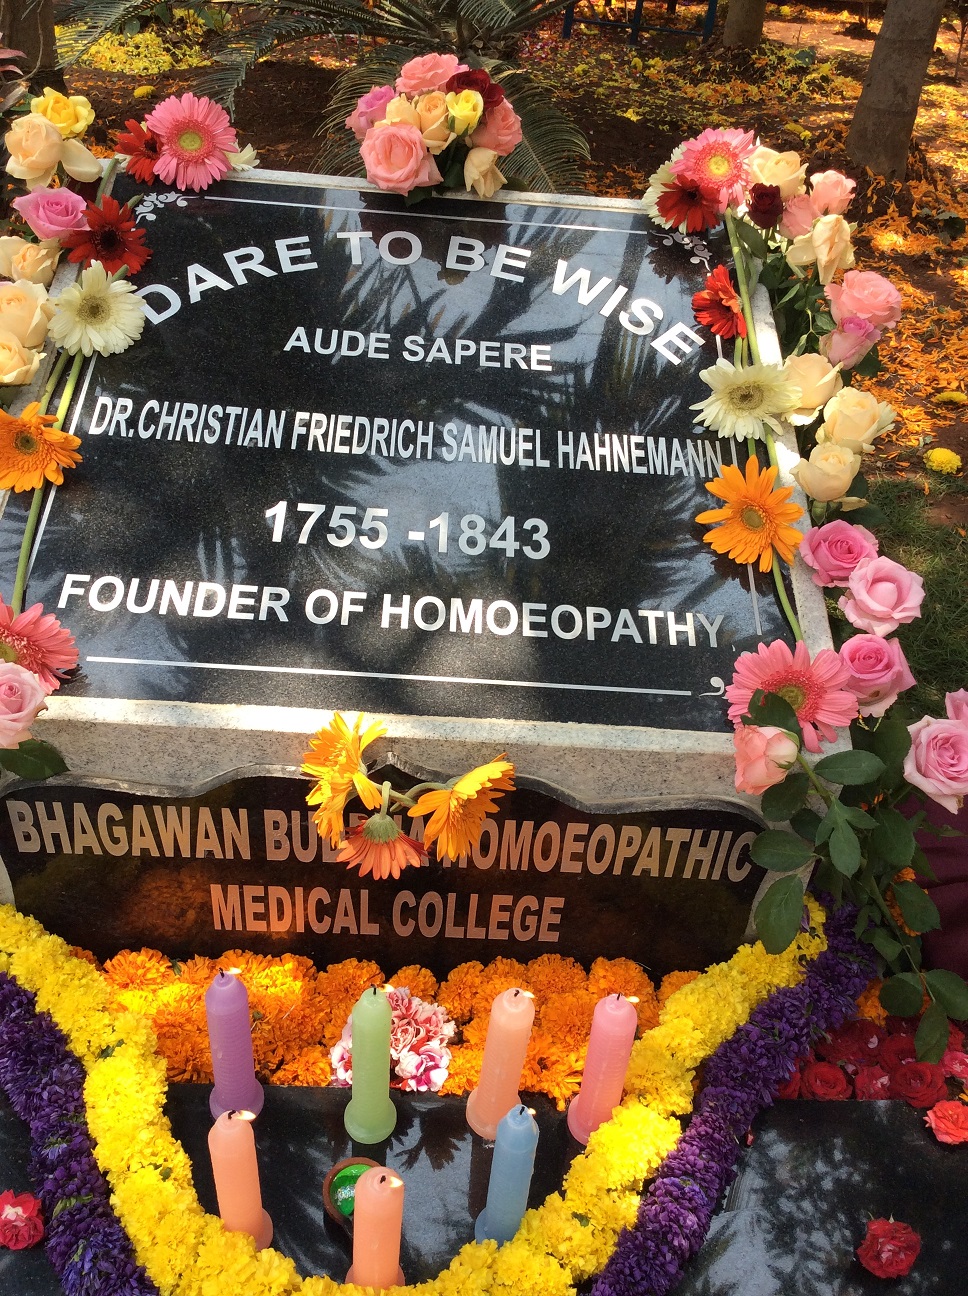 DARE TO BE WISE
AUDE SAPERE
DR.CHRISTIAN FRIEDRICH SAMUEL HAHNEMANN
1755 -1843
FOUNDER OF HOMOEOPATHY
BHAGAWAN BUDDHA HOMOEOPATHIC
MEDICAL COLLEGE